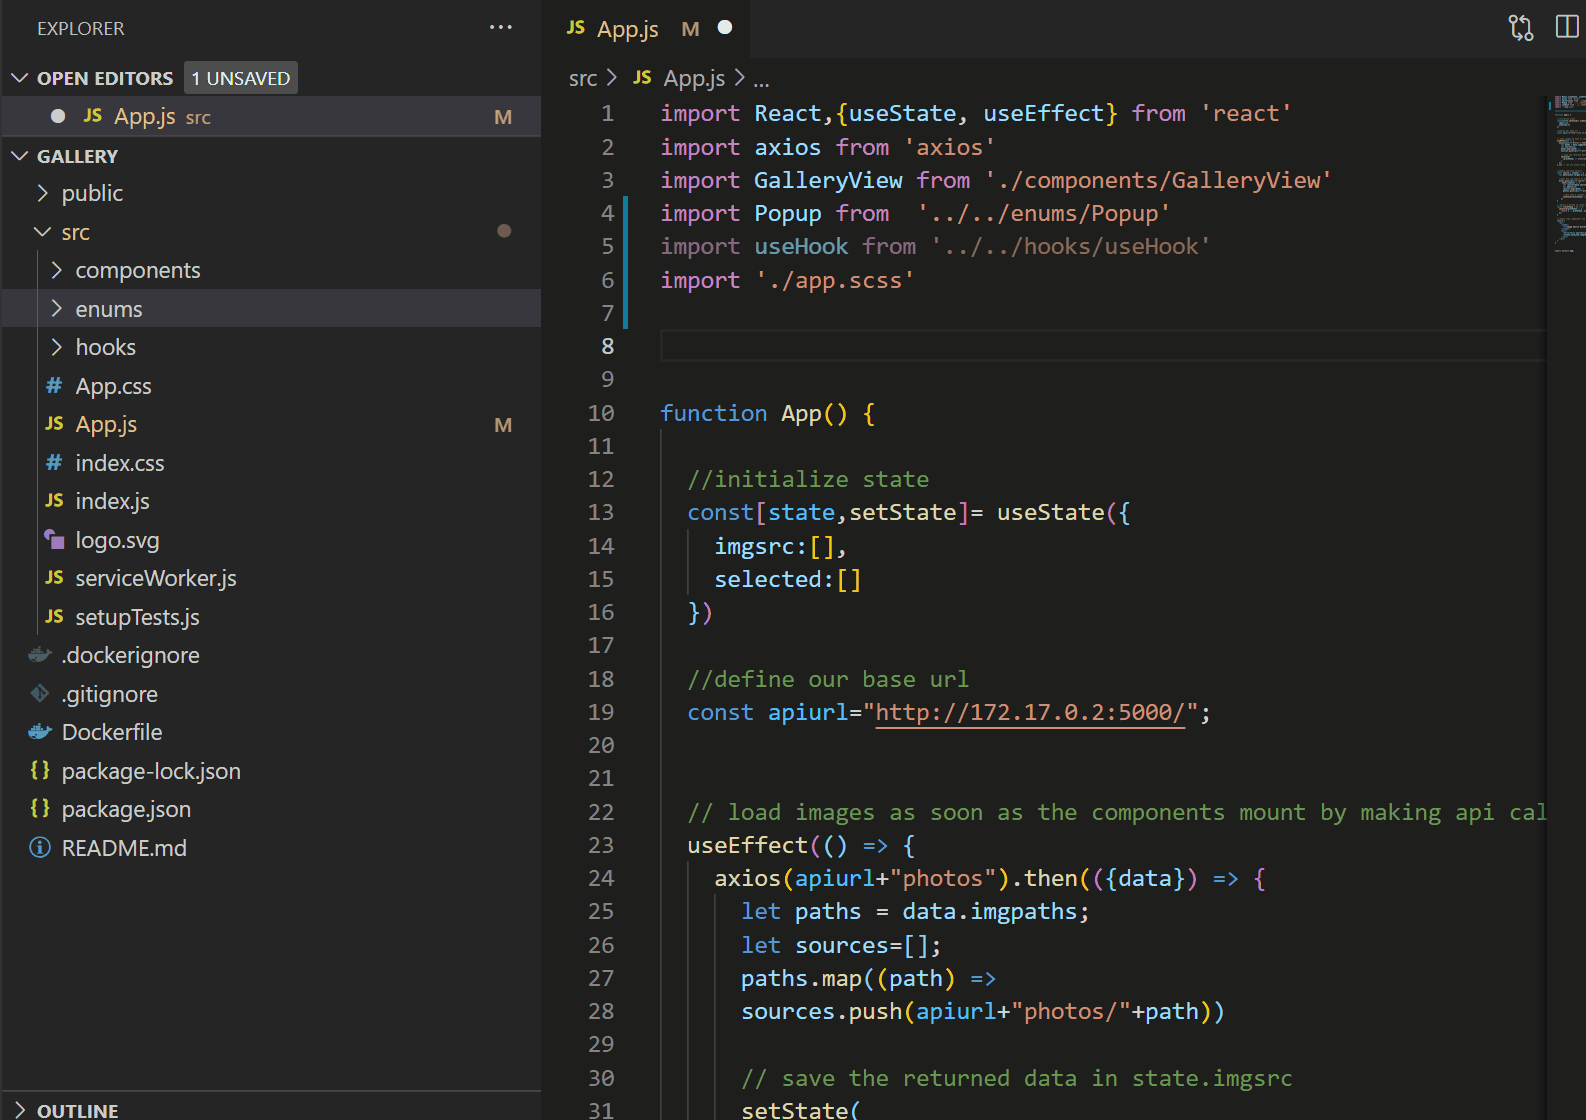 EXPLORER
OPEN EDITORS 1 UNSAVED
JS App.js src M
GALLERY
public
src
components
enums
hooks
# App.css
JS App.js M
# index.css
JS index.js
logo.svg
JS serviceWorker.js
JS setupTests.js
.dockerignore
.gitignore
Dockerfile
{} package-lock.json
{} package.json
README.md
OUTLINE
JS App.js M
src > JS App.js > ...
1 import React,{useState, useEffect} from 'react'
2 import axios from 'axios'
3 import GalleryView from './components/GalleryView'
4 import Popup from  '../../enums/Popup'
5 import useHook from '../../hooks/useHook'
6 import './app.scss'
7
8
9
10 function App() {
11
12   //initialize state
13   const[state,setState]= useState({
14     imgsrc:[],
15     selected:[]
16   })
17
18   //define our base url
19   const apiurl="http://172.17.0.2:5000/";
20
21
22   // load images as soon as the components mount by making api cal
23   useEffect(() => {
24     axios(apiurl+"photos").then(({data}) => {
25       let paths = data.imgpaths;
26       let sources=[];
27       paths.map((path) =>
28       sources.push(apiurl+"photos/"+path))
29
30       // save the returned data in state.imgsrc
31       setState(